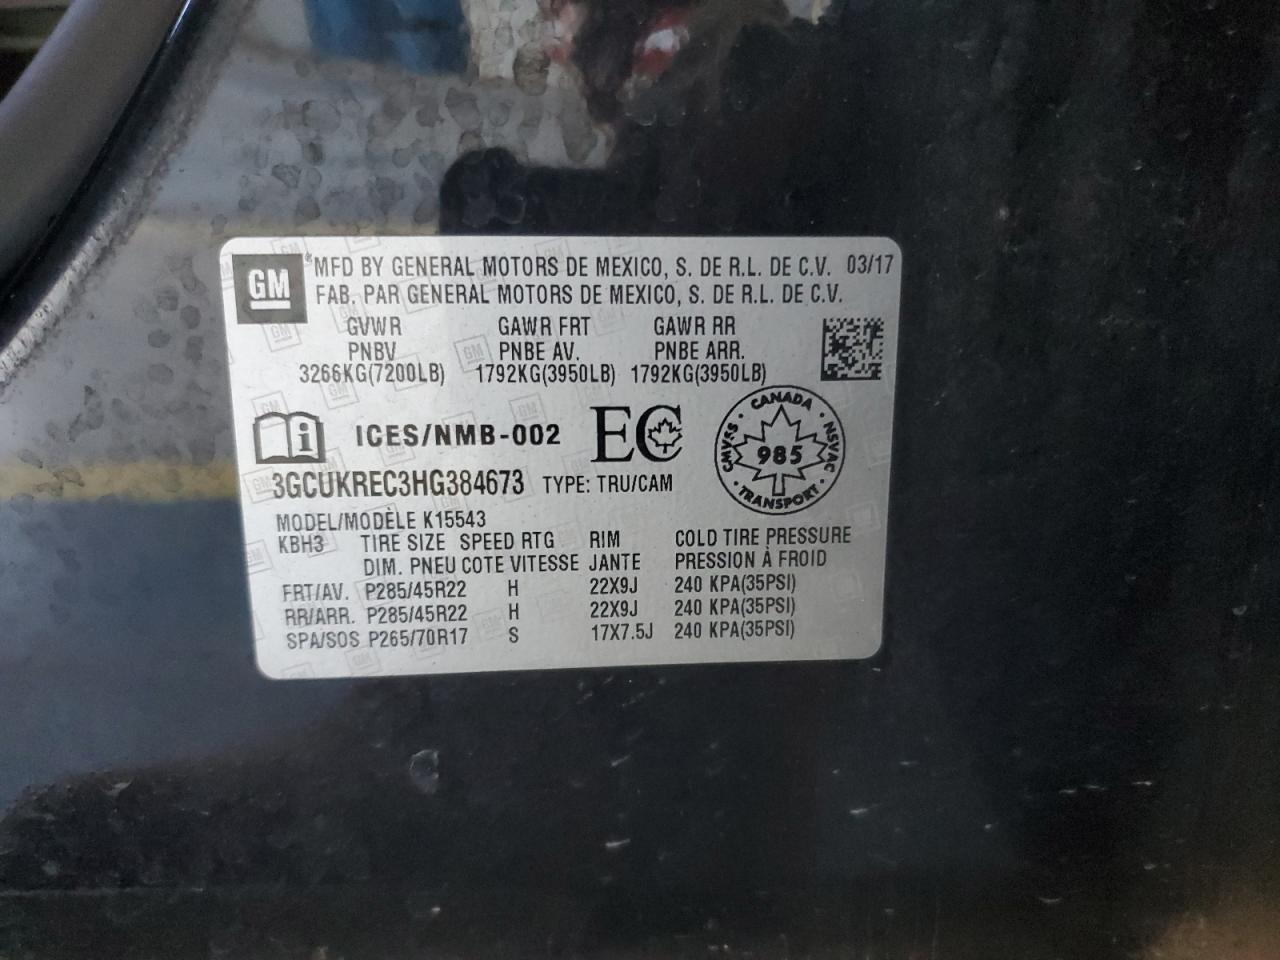 GM
MFD BY GENERAL MOTORS DE MEXICO, S. DE R.L. DE C.V. 03/17
FAB. PAR GENERAL MOTORS DE MEXICO, S. DE R.L. DE C.V.
GVWR GAWR FRT GAWR RR
PNBV PNBE AV. PNBE ARR.
3266KG(7200LB) 1792KG(3950LB) 1792KG(3950LB)
i ICES/NMB-002 EC
CANADA
CMVSS NSVAC
985
TRANSPORT
3GCUKREC3HG384673 TYPE: TRU/CAM
MODEL/MODÈLE K15543
KBH3 TIRE SIZE SPEED RTG RIM COLD TIRE PRESSURE
DIM. PNEU COTE VITESSE JANTE PRESSION À FROID
FRT/AV. P285/45R22 H 22X9J 240 KPA(35PSI)
RR/ARR. P285/45R22 H 22X9J 240 KPA(35PSI)
SPA/SOS P265/70R17 S 17X7.5J 240 KPA(35PSI)